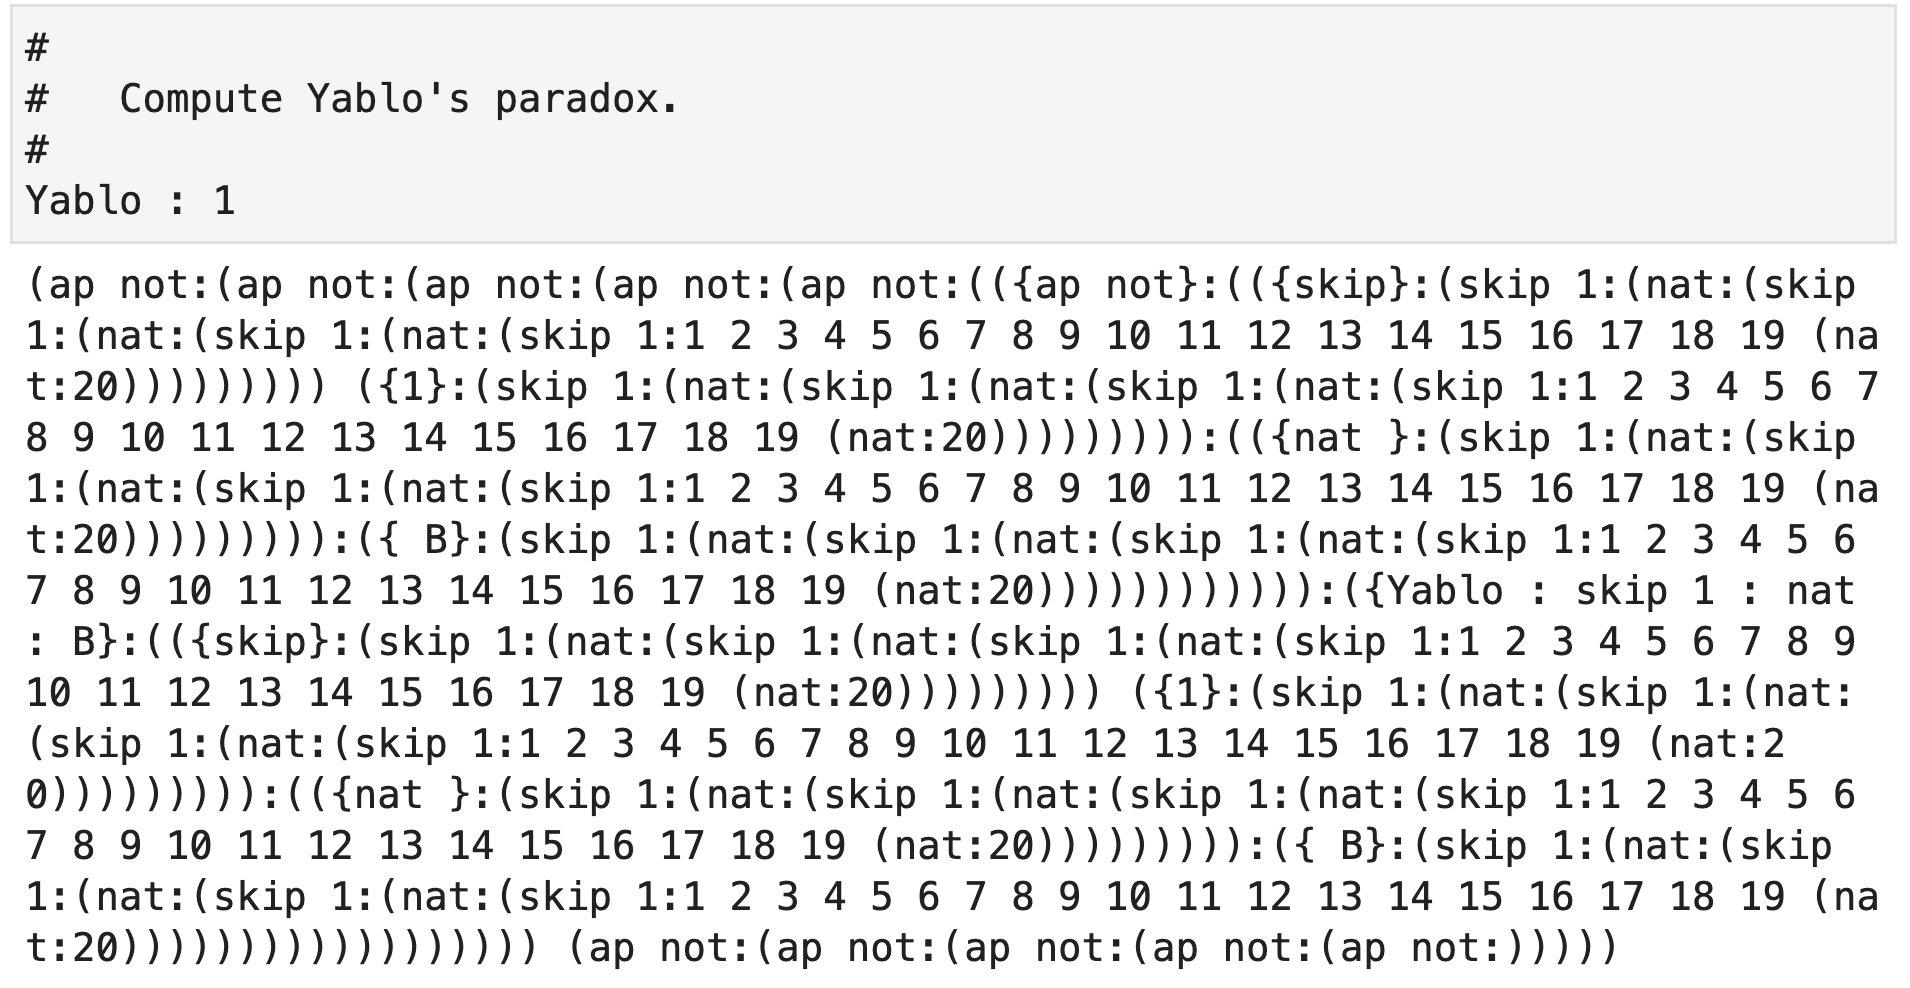 #
#   Compute Yablo's paradox.
#
Yablo : 1
(ap not:(ap not:(ap not:(ap not:(ap not:(({ap not}:(({skip}:(skip 1:(nat:(skip
1:(nat:(skip 1:(nat:(skip 1:1 2 3 4 5 6 7 8 9 10 11 12 13 14 15 16 17 18 19 (na
t:20))))))))) ({1}:(skip 1:(nat:(skip 1:(nat:(skip 1:(nat:(skip 1:1 2 3 4 5 6 7
8 9 10 11 12 13 14 15 16 17 18 19 (nat:20))))))))):(({nat }:(skip 1:(nat:(skip
1:(nat:(skip 1:(nat:(skip 1:1 2 3 4 5 6 7 8 9 10 11 12 13 14 15 16 17 18 19 (na
t:20))))))))):({ B}:(skip 1:(nat:(skip 1:(nat:(skip 1:(nat:(skip 1:1 2 3 4 5 6
7 8 9 10 11 12 13 14 15 16 17 18 19 (nat:20)))))))))))):({Yablo : skip 1 : nat
: B}:(({skip}:(skip 1:(nat:(skip 1:(nat:(skip 1:(nat:(skip 1:1 2 3 4 5 6 7 8 9
10 11 12 13 14 15 16 17 18 19 (nat:20))))))))) ({1}:(skip 1:(nat:(skip 1:(nat:
(skip 1:(nat:(skip 1:1 2 3 4 5 6 7 8 9 10 11 12 13 14 15 16 17 18 19 (nat:2
0))))))))):(({nat }:(skip 1:(nat:(skip 1:(nat:(skip 1:(nat:(skip 1:1 2 3 4 5 6
7 8 9 10 11 12 13 14 15 16 17 18 19 (nat:20))))))))):({ B}:(skip 1:(nat:(skip
1:(nat:(skip 1:(nat:(skip 1:1 2 3 4 5 6 7 8 9 10 11 12 13 14 15 16 17 18 19 (na
t:20)))))))))))))))))) (ap not:(ap not:(ap not:(ap not:(ap not:)))))